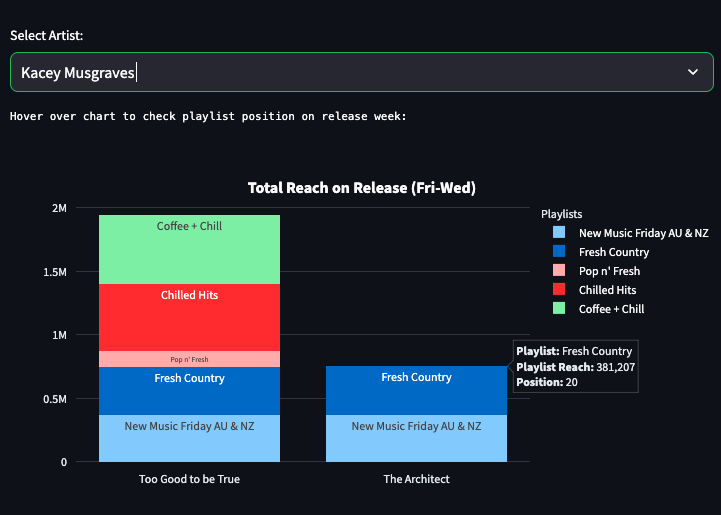 Select Artist:
Kacey Musgraves
Hover over chart to check playlist position on release week:
Total Reach on Release (Fri-Wed)
2M
1.5M
1M
0.5M
0
Coffee + Chill
Chilled Hits
Pop n' Fresh
Fresh Country
New Music Friday AU & NZ
Fresh Country
New Music Friday AU & NZ
Too Good to be True
The Architect
Playlists
New Music Friday AU & NZ
Fresh Country
Pop n' Fresh
Chilled Hits
Coffee + Chill
Playlist: Fresh Country
Playlist Reach: 381,207
Position: 20